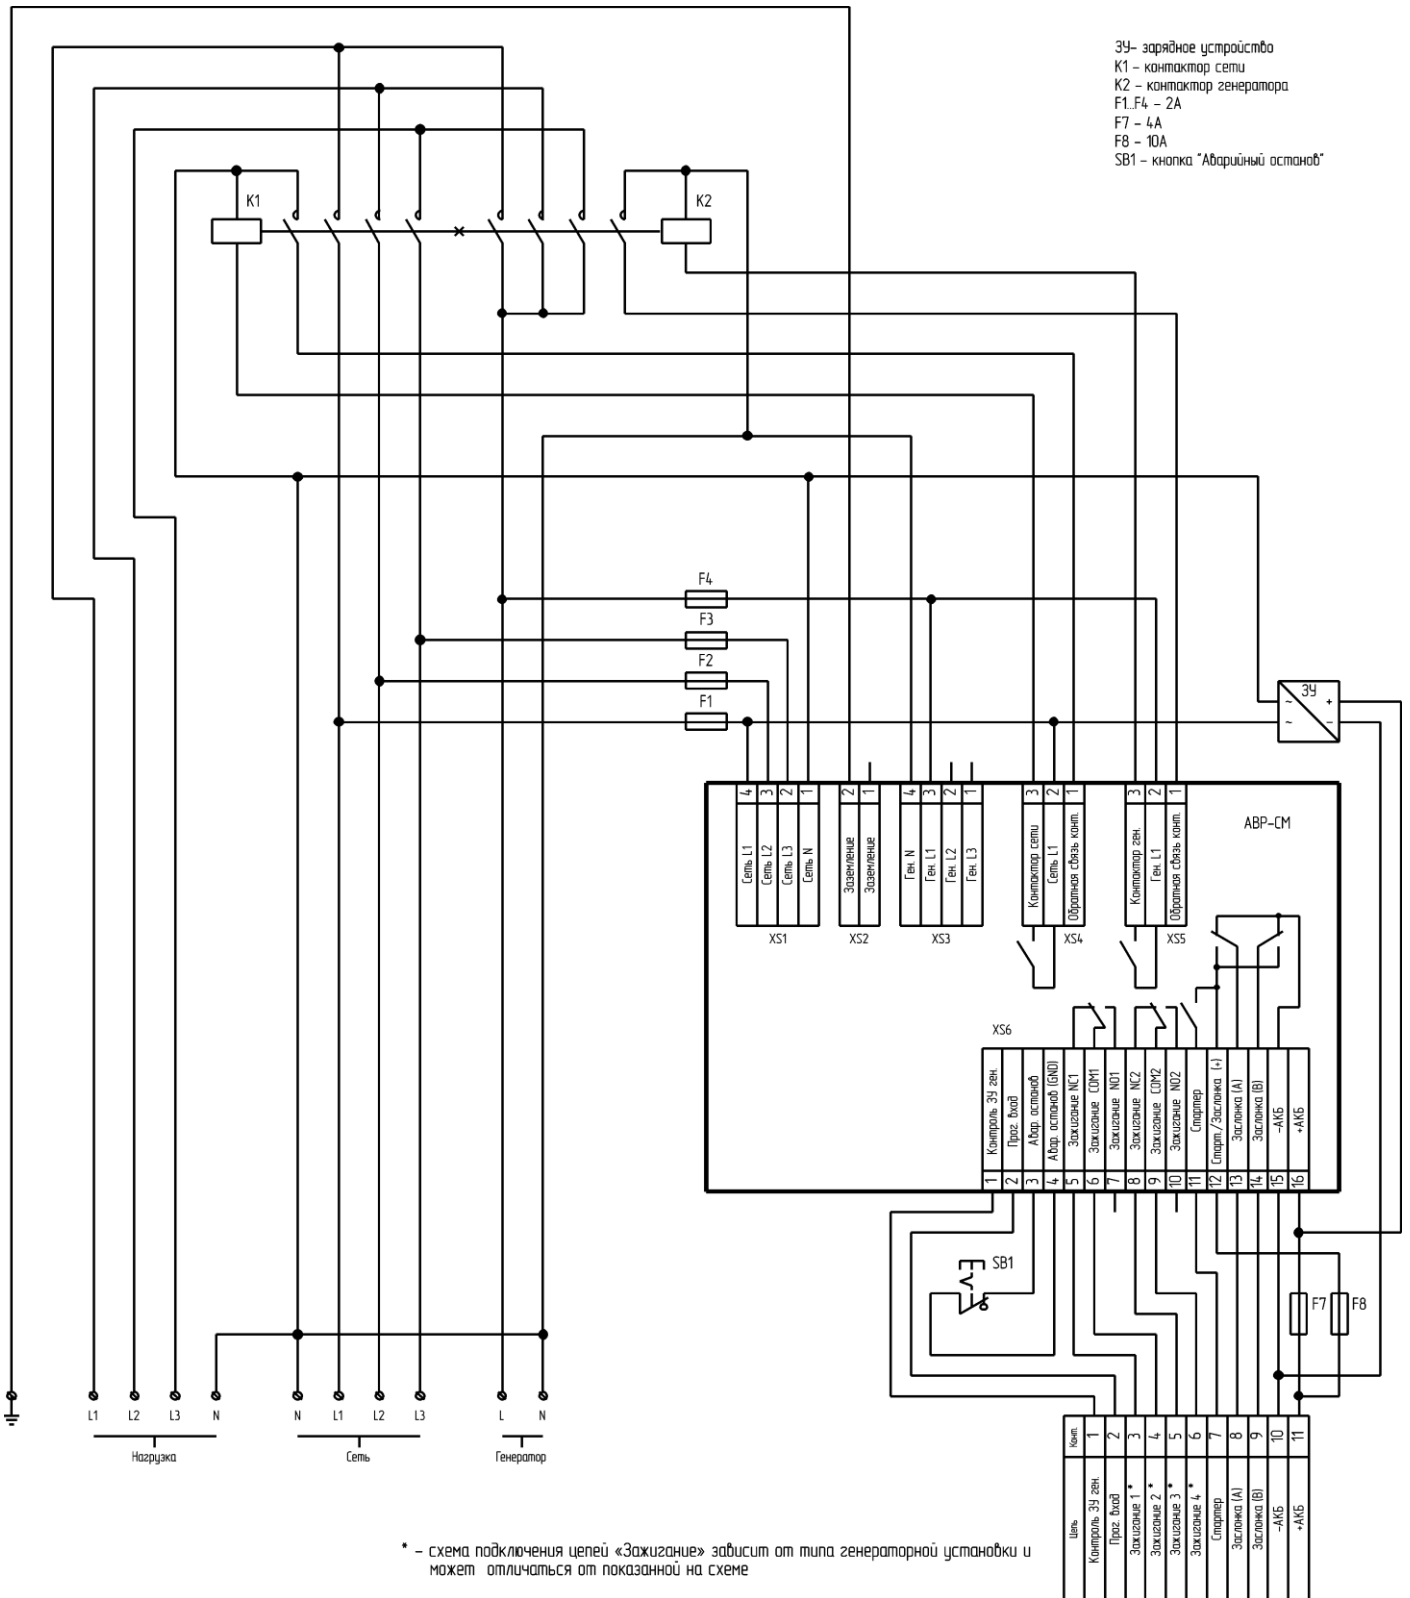 ЗУ– зарядное устройство
К1 – контактор сети
К2 – контактор генератора
F1...F4 – 2А
F7 – 4А
F8 – 10А
SB1 – кнопка "Аварийный останов"
К1
К2
F4
F3
F2
F1
ЗУ
~ +
~ –
4 3 2 1
2 1
4 3 2 1
3 2 1
3 2 1
АВР-СМ
Сеть L1
Сеть L2
Сеть L3
Сеть N
Заземление
Заземление
Ген. N
Ген. L1
Ген. L2
Ген. L3
Контактор сети
Сеть L1
Обратная связь конт.
Контактор ген.
Ген. L1
Обратная связь конт.
XS1
XS2
XS3
XS4
XS5
XS6
Контроль ЗУ ген.
Прог. вход
Авар. останов
Авар. останов (GND)
Зажигание NC1
Зажигание COM1
Зажигание NO1
Зажигание NC2
Зажигание COM2
Зажигание NO2
Стартер
Старт./Заслонка (+)
Заслонка (А)
Заслонка (В)
–АКБ
+АКБ
1 2 3 4 5 6 7 8 9 10 11 12 13 14 15 16
SB1
F7
F8
L1 L2 L3 N
Нагрузка
N L1 L2 L3
Сеть
L N
Генератор
Конт.
1 2 3 4 5 6 7 8 9 10 11
Цепь
Контроль ЗУ ген.
Прог. вход
Зажигание 1 *
Зажигание 2 *
Зажигание 3 *
Зажигание 4 *
Стартер
Заслонка (А)
Заслонка (В)
–АКБ
+АКБ
* – схема подключения цепей «Зажигание» зависит от типа генераторной установки и
может отличаться от показанной на схеме